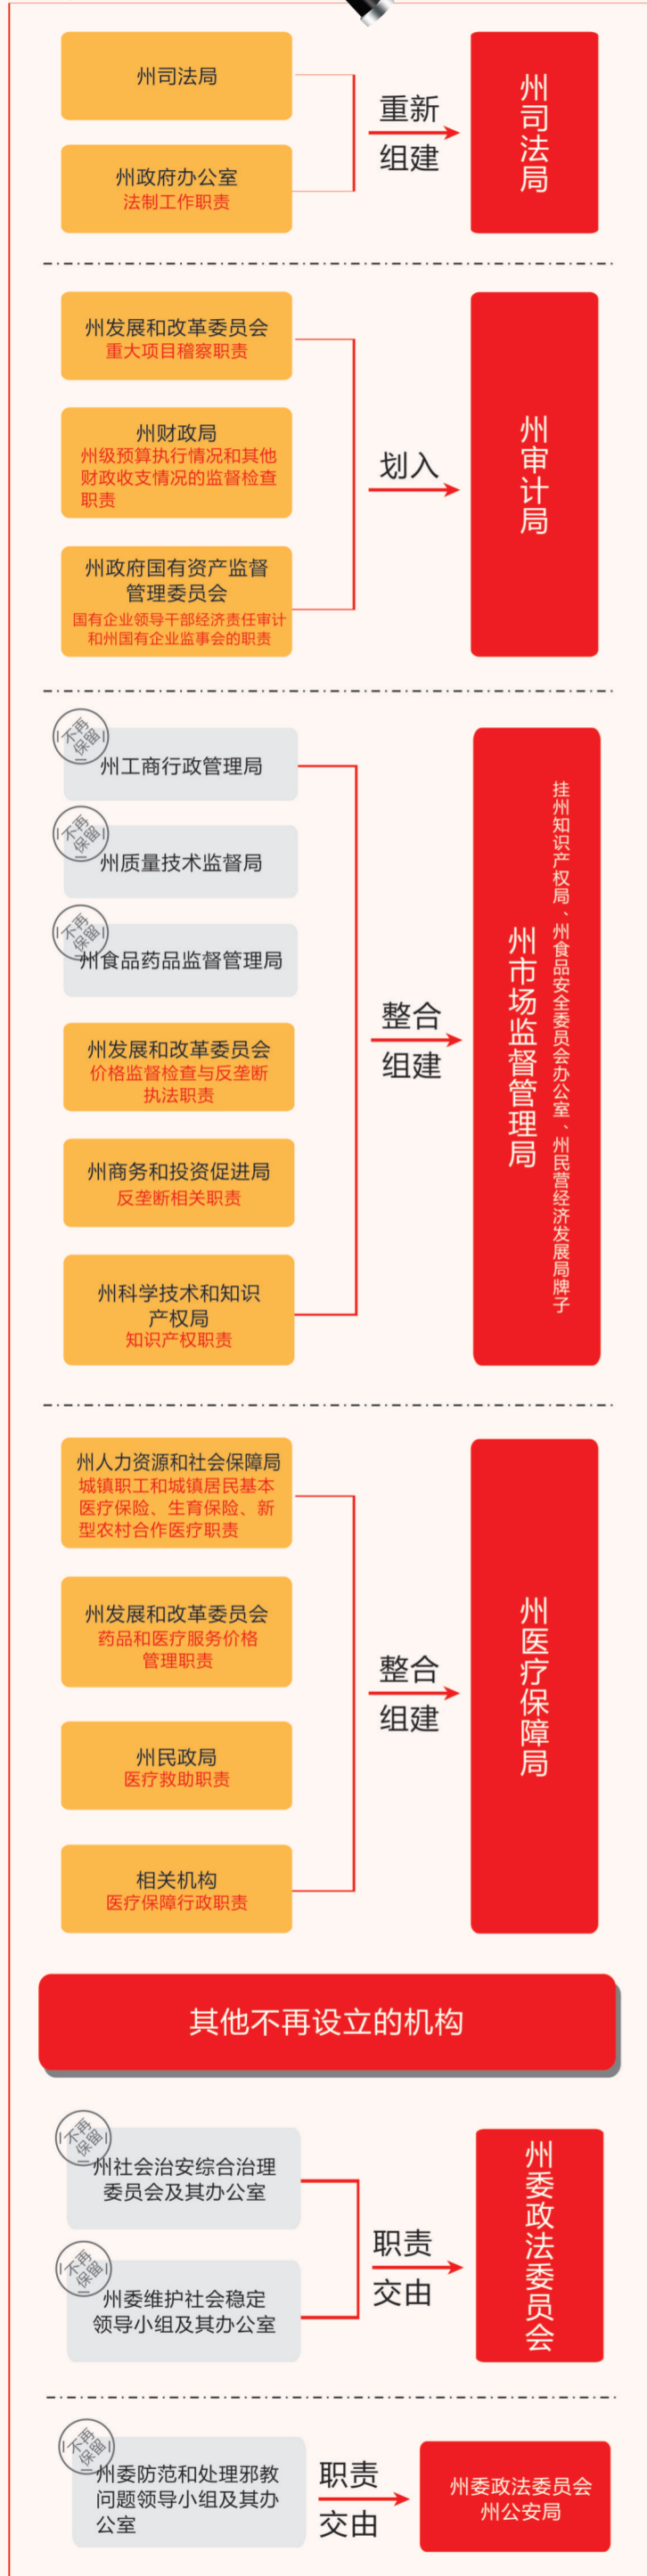 州司法局
州政府办公室
法制工作职责
重新
组建
州司法局
州发展和改革委员会
重大项目稽察职责
州财政局
州级预算执行情况和其他
财政收支情况的监督检查
职责
州政府国有资产监督
管理委员会
国有企业领导干部经济责任审计
和州国有企业监事会的职责
划入
州审计局
不再
保留
州工商行政管理局
不再
保留
州质量技术监督局
不再
保留
州食品药品监督管理局
州发展和改革委员会
价格监督检查与反垄断
执法职责
州商务和投资促进局
反垄断相关职责
州科学技术和知识
产权局
知识产权职责
整合
组建
州市场监督管理局
挂州知识产权局、州食品安全委员会办公室、州民营经济发展局牌子
州人力资源和社会保障局
城镇职工和城镇居民基本
医疗保险、生育保险、新
型农村合作医疗职责
州发展和改革委员会
药品和医疗服务价格
管理职责
州民政局
医疗救助职责
相关机构
医疗保障行政职责
整合
组建
州医疗保障局
其他不再设立的机构
不再
保留
州社会治安综合治理
委员会及其办公室
不再
保留
州委维护社会稳定
领导小组及其办公室
职责
交由
州委政法委员会
不再
保留
州委防范和处理邪教
问题领导小组及其办
公室
职责
交由
州委政法委员会
州公安局